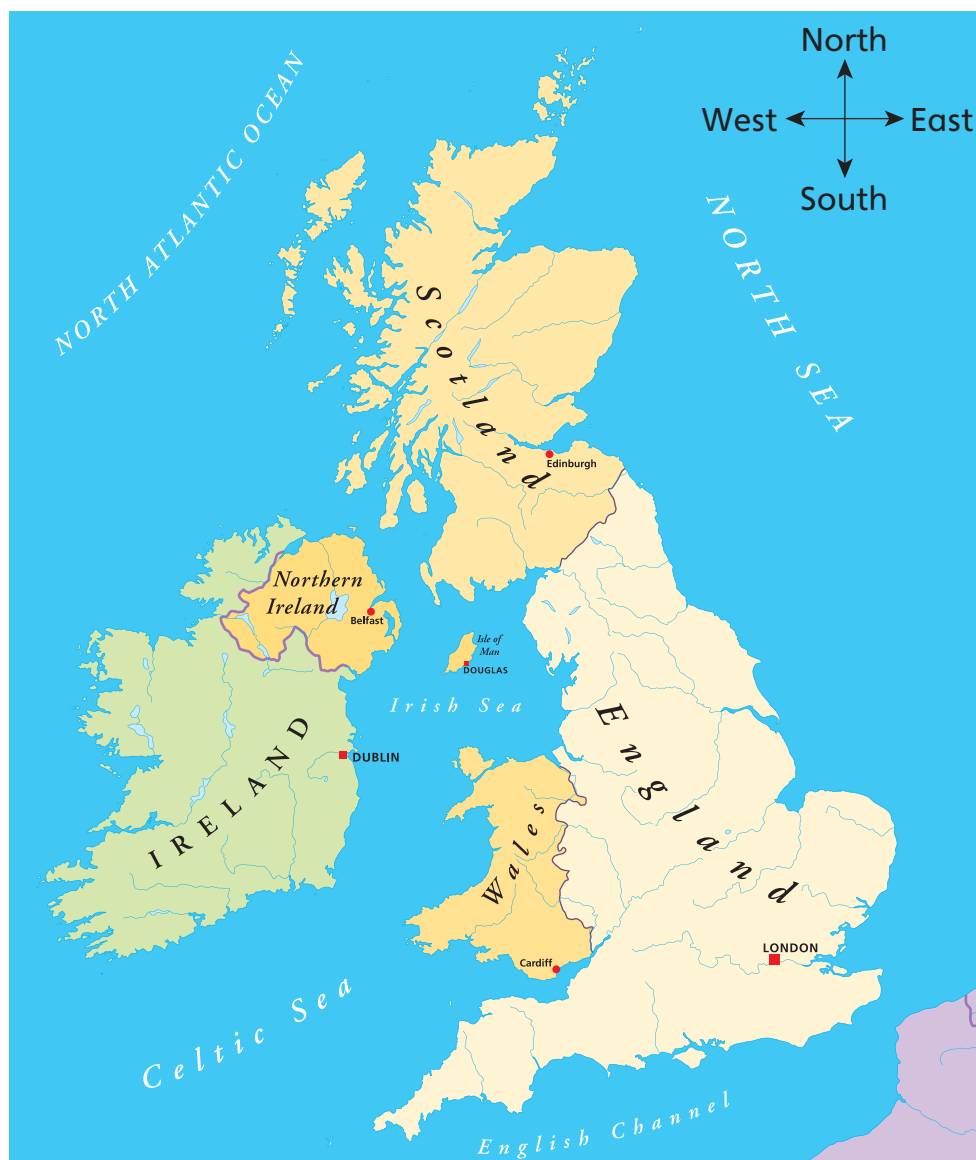 North
West
East
South
NORTH ATLANTIC OCEAN
NORTH SEA
Scotland
Edinburgh
Northern
Ireland
Belfast
Isle of
Man
DOUGLAS
Irish Sea
England
IRELAND
DUBLIN
Wales
Cardiff
LONDON
Celtic Sea
English Channel